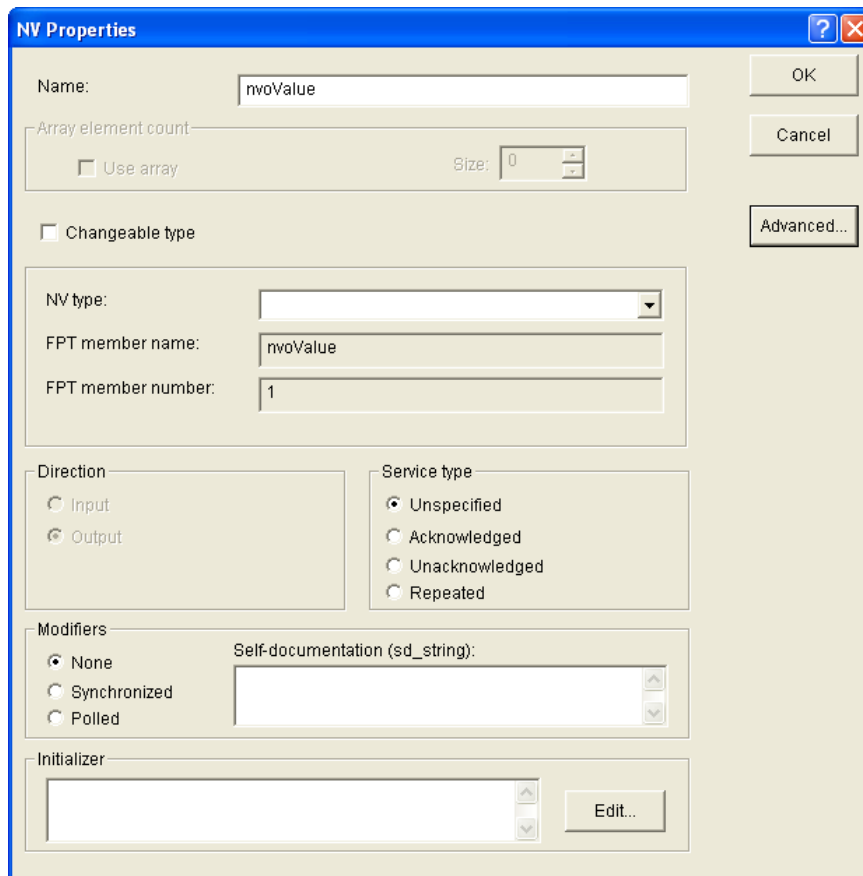 NV Properties
Name:
nvoValue
OK
Array element count
Use array
Size:
0
Cancel
Changeable type
Advanced...
NV type:
FPT member name:
nvoValue
FPT member number:
1
Direction
Input
Output
Service type
Unspecified
Acknowledged
Unacknowledged
Repeated
Modifiers
None
Synchronized
Polled
Self-documentation (sd_string):
Initializer
Edit...